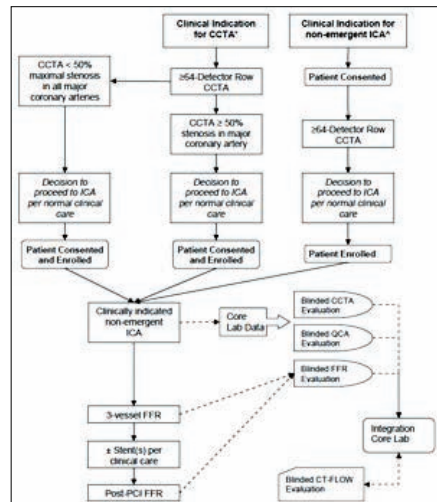 Clinical Indication
for CCTA*
Clinical Indication for
non-emergent ICA^
CCTA < 50%
maximal stenosis
in all major
coronary arteries
≥64-Detector Row
CCTA
Patient Consented
CCTA ≥ 50%
stenosis in major
coronary artery
≥64-Detector Row
CCTA
Decision to
proceed to ICA
per normal clinical
care
Decision to
proceed to ICA
per normal clinical
care
Decision to
proceed to ICA
per normal clinical
care
Patient Consented
and Enrolled
Patient Consented
and Enrolled
Patient Enrolled
Clinically indicated
non-emergent
ICA
Core
Lab Data
Blinded CCTA
Evaluation
Blinded QCA
Evaluation
Blinded FFR
Evaluation
3-vessel FFR
± Stent(s) per
clinical care
Post-PCI FFR
Integration
Core Lab
Blinded CT-FLOW
Evaluation